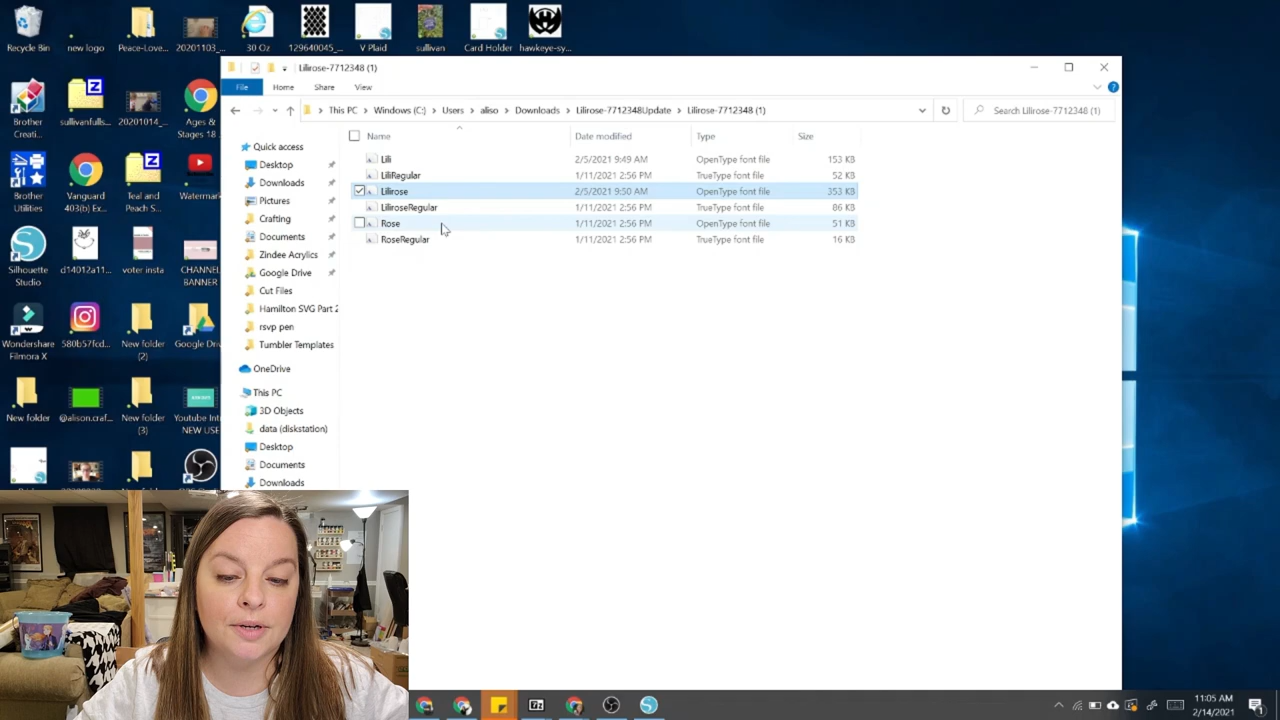 Recycle Bin
new logo
Peace-Love...
20201103_...
30 Oz
129640045_...
V Plaid
sullivan
Card Holder
hawkeye-sy...
Lilirose-7712348 (1)
File
Home
Share
View
This PC
Windows (C:)
Users
aliso
Downloads
Lilirose-7712348Update
Lilirose-7712348 (1)
Search Lilirose-7712348 (1)
Name
Date modified
Type
Size
Lili
2/5/2021 9:49 AM
OpenType font file
153 KB
LiliRegular
1/11/2021 2:56 PM
TrueType font file
52 KB
Lilirose
2/5/2021 9:50 AM
OpenType font file
353 KB
LiliroseRegular
1/11/2021 2:56 PM
TrueType font file
86 KB
Rose
1/11/2021 2:56 PM
OpenType font file
51 KB
RoseRegular
1/11/2021 2:56 PM
TrueType font file
16 KB
Quick access
Desktop
Downloads
Pictures
Crafting
Documents
Zindee Acrylics
Google Drive
Cut Files
Hamilton SVG Part 2
rsvp pen
Tumbler Templates
OneDrive
This PC
3D Objects
data (diskstation)
Desktop
Documents
Downloads
Brother
Creati...
sullivanfulls...
20201014_...
Ages &
Stages 18 ...
Brother
Utilities
Vanguard
403(b) Ex...
Teal and
Peach S...
Watermark
Silhouette
Studio
d14012a11...
voter insta
CHANNEL
BANNER
Wondershare
Filmora X
580b57fcd...
New folder
(2)
Google Driv
New folder
@alison.craf...
New folder
(3)
Youtube Int
NEW USE
11:05 AM
2/14/2021